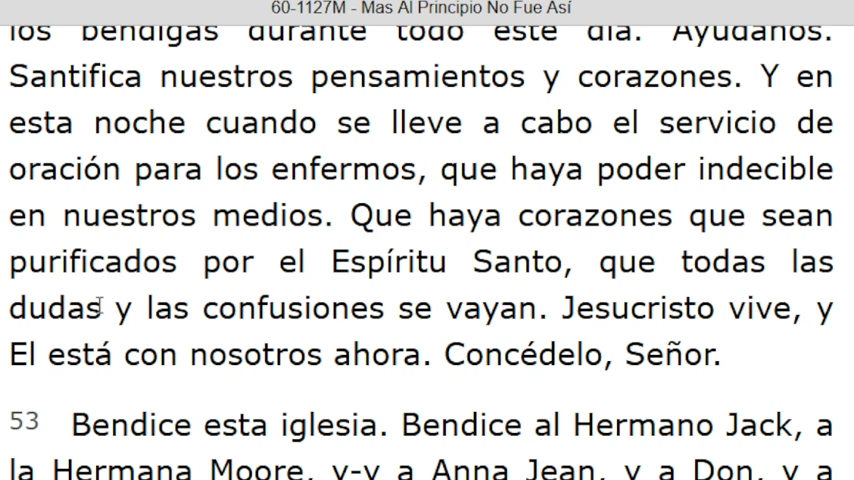 60-1127M - Mas Al Principio No Fue Así
los bendigas durante todo este día. Ayúdanos.
Santifica nuestros pensamientos y corazones. Y en
esta noche cuando se lleve a cabo el servicio de
oración para los enfermos, que haya poder indecible
en nuestros medios. Que haya corazones que sean
purificados por el Espíritu Santo, que todas las
dudas y las confusiones se vayan. Jesucristo vive, y
El está con nosotros ahora. Concédelo, Señor.
53 Bendice esta iglesia. Bendice al Hermano Jack, a
la Hermana Moore, y-y a Anna Jean, y a Don, y a